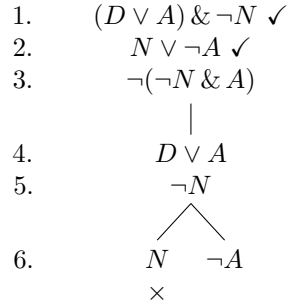 1. (D ∨ A) & ¬N ✓
2. N ∨ ¬A ✓
3. ¬(¬N & A)
4. D ∨ A
5. ¬N
6. N ¬A
×